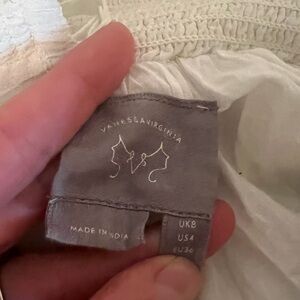 VANESSAVIRGINIA
MADE IN INDIA
UK8
US4
EU36